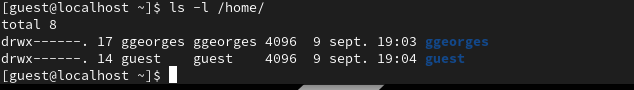 [guest@localhost ~]$ ls -l /home/
total 8
drwx------. 17 ggeorges ggeorges 4096  9 sept. 19:03 ggeorges
drwx------. 14 guest    guest    4096  9 sept. 19:04 guest
[guest@localhost ~]$